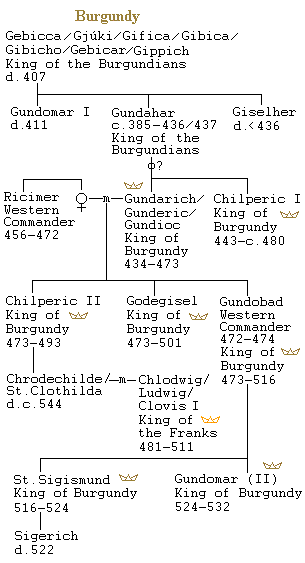 Burgundy
Gebicca/Gjúki/Gifica/Gibica/
Gibicho/Gebicar/Gippich
King of the Burgundians
d.407
Gundomar I
d.411
Gundahar
c.385-436/437
King of the
Burgundians
Giselher
d.<436
?
Ricimer
Western
Commander
456-472
m
Gundarich/
Gunderic/
Gundioc
King of
Burgundy
434-473
Chilperic I
King of
Burgundy
443-c.480
Chilperic II
King of
Burgundy
473-493
Godegisel
King of
Burgundy
473-501
Gundobad
Western
Commander
472-474
King of
Burgundy
473-516
Chrodechilde/
St.Clothilda
d.c.544
m
Chlodwig/
Ludwig/
Clovis I
King of
the Franks
481-511
St.Sigismund
King of Burgundy
516-524
Gundomar (II)
King of Burgundy
524-532
Sigerich
d.522